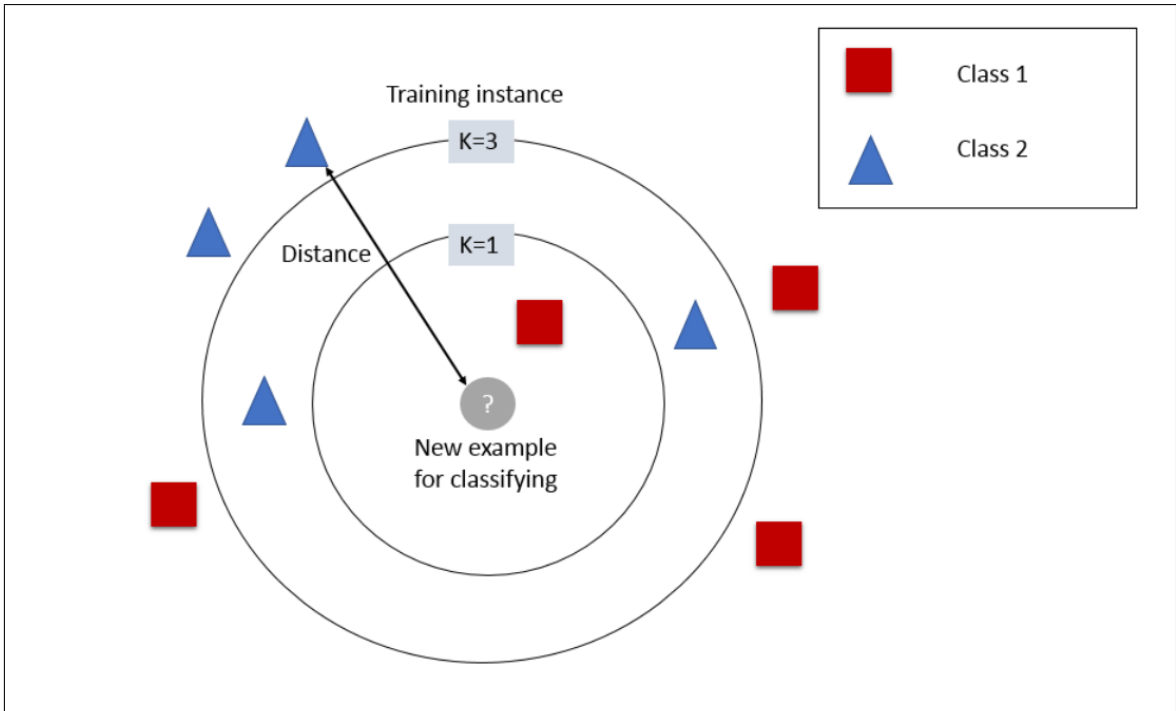 Class 1
Training instance
K=3
Class 2
K=1
Distance
?
New example
for classifying